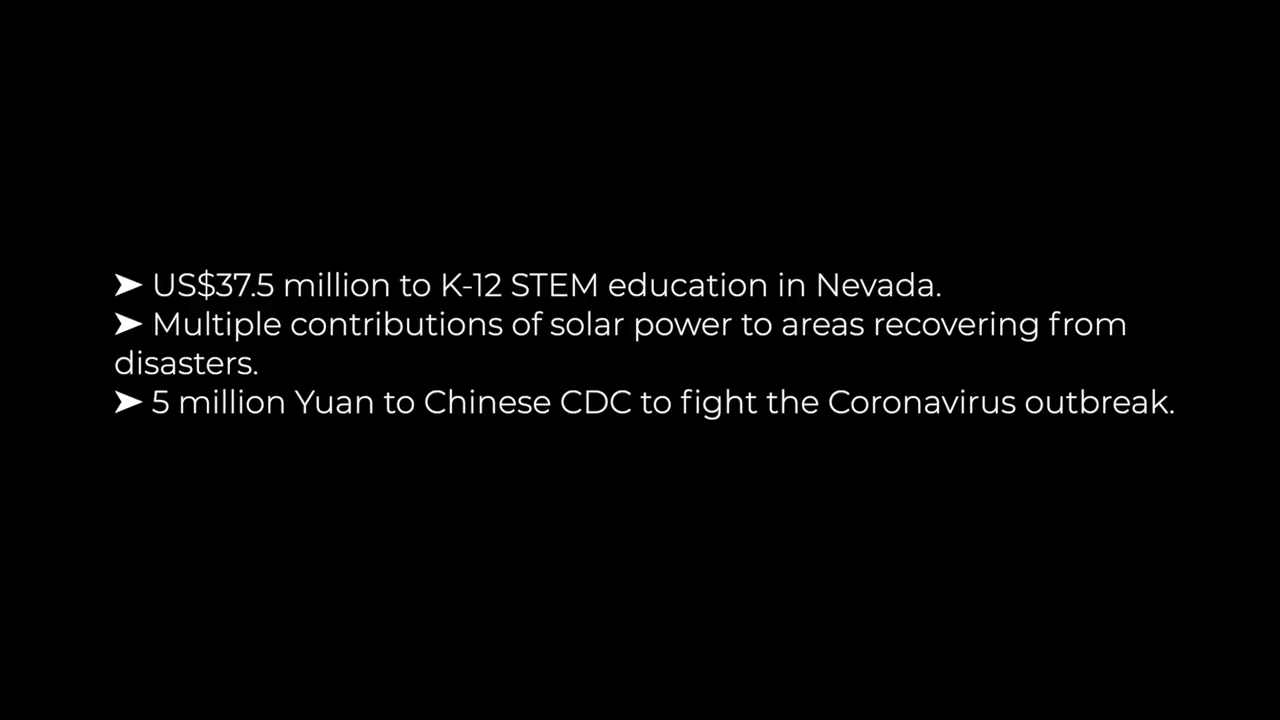 ➤ US$37.5 million to K-12 STEM education in Nevada.
➤ Multiple contributions of solar power to areas recovering from
disasters.
➤ 5 million Yuan to Chinese CDC to fight the Coronavirus outbreak.